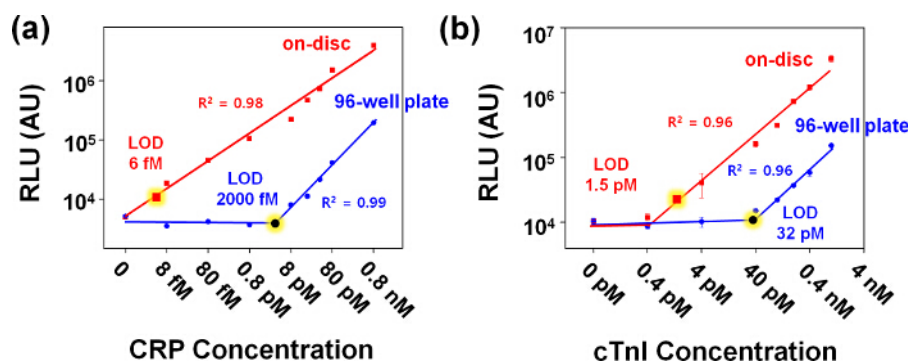 (a)
RLU (AU)
10⁶
10⁵
10⁴
on-disc
R² = 0.98
96-well plate
LOD
6 fM
LOD
2000 fM
R² = 0.99
0
8 fM
80 fM
0.8 pM
8 pM
80 pM
0.8 nM
CRP Concentration
(b)
RLU (AU)
10⁷
10⁶
10⁵
10⁴
on-disc
R² = 0.96
96-well plate
LOD
1.5 pM
R² = 0.96
LOD
32 pM
0 pM
0.4 pM
4 pM
40 pM
0.4 nM
4 nM
cTnI Concentration